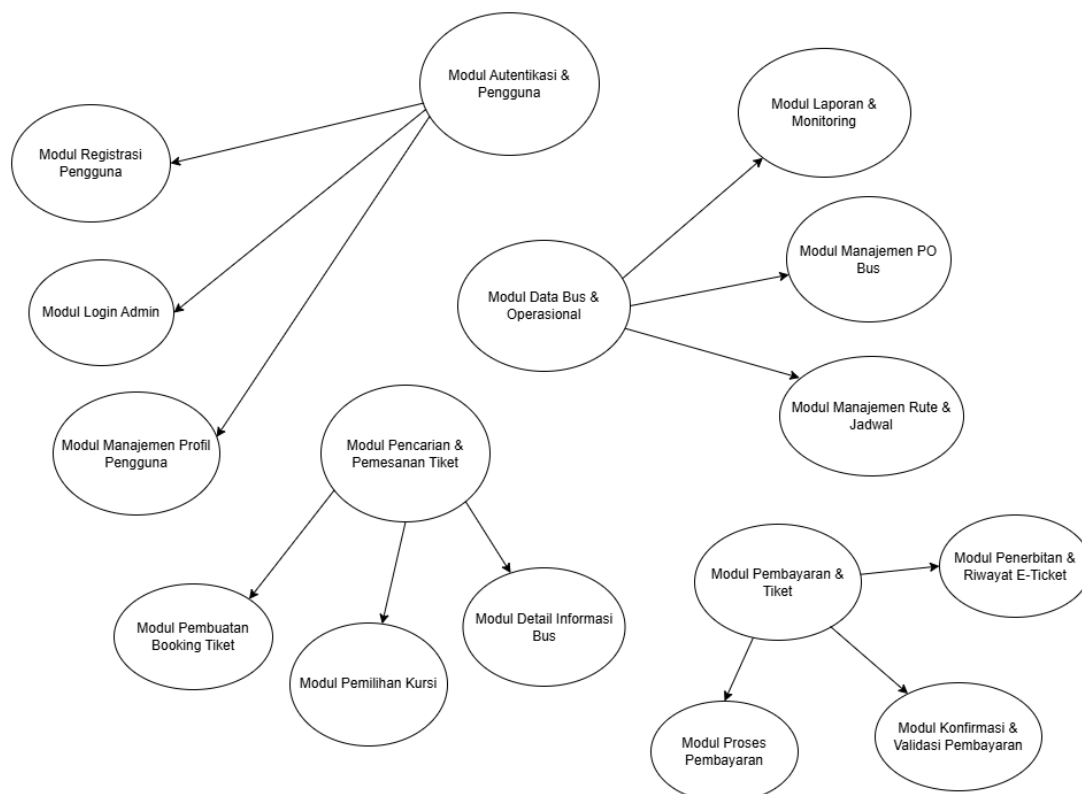 Modul Autentikasi &
Pengguna
Modul Laporan &
Monitoring
Modul Registrasi
Pengguna
Modul Manajemen PO
Bus
Modul Data Bus &
Operasional
Modul Login Admin
Modul Manajemen Rute &
Jadwal
Modul Manajemen Profil
Pengguna
Modul Pencarian &
Pemesanan Tiket
Modul Penerbitan &
Riwayat E-Ticket
Modul Pembayaran &
Tiket
Modul Detail Informasi
Bus
Modul Pembuatan
Booking Tiket
Modul Pemilihan Kursi
Modul Konfirmasi &
Validasi Pembayaran
Modul Proses
Pembayaran